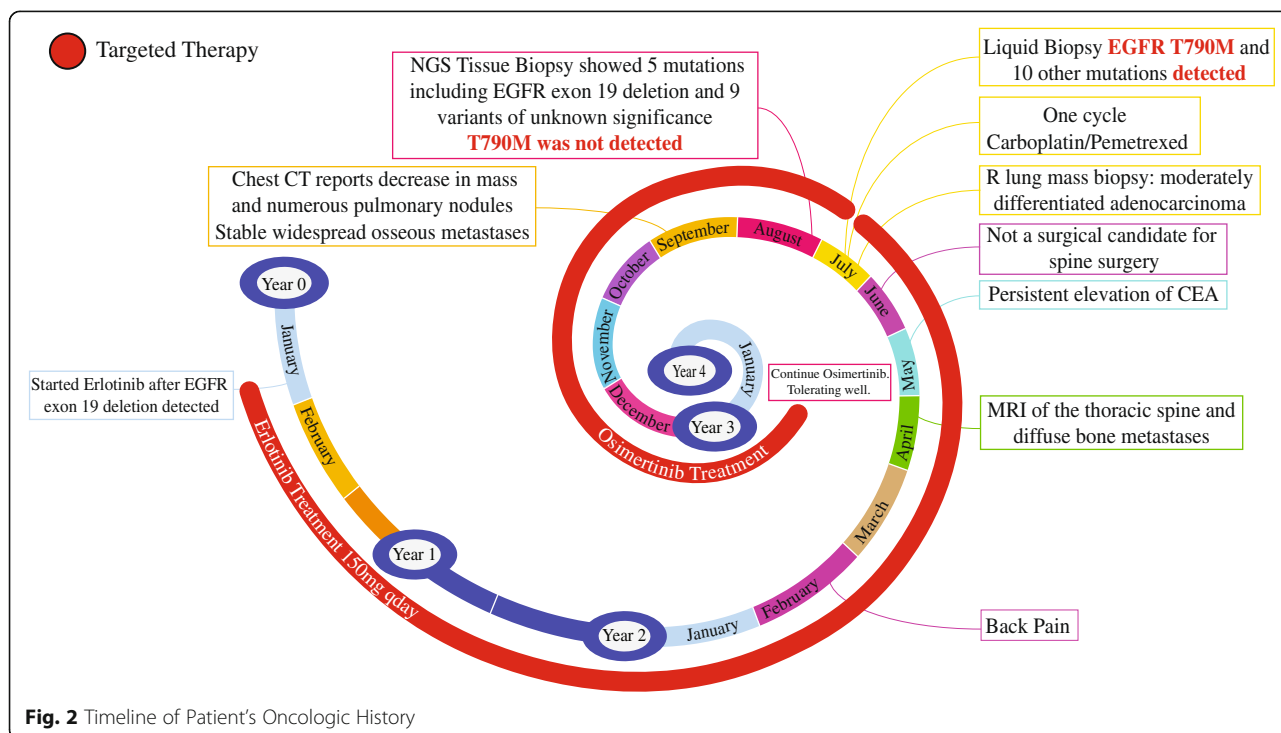 Targeted Therapy
NGS Tissue Biopsy showed 5 mutations
including EGFR exon 19 deletion and 9
variants of unknown significance
T790M was not detected
Liquid Biopsy EGFR T790M and
10 other mutations detected
One cycle
Carboplatin/Pemetrexed
R lung mass biopsy: moderately
differentiated adenocarcinoma
Not a surgical candidate for
spine surgery
Persistent elevation of CEA
MRI of the thoracic spine and
diffuse bone metastases
Back Pain
Chest CT reports decrease in mass
and numerous pulmonary nodules
Stable widespread osseous metastases
Started Erlotinib after EGFR
exon 19 deletion detected
Continue Osimertinib.
Tolerating well.
Year 0
January
February
Year 1
Year 2
January
February
March
April
May
June
July
August
September
October
November
December
Year 3
January
Year 4
Erlotinib Treatment 150mg qday
Osimertinib Treatment
Fig. 2 Timeline of Patient's Oncologic History